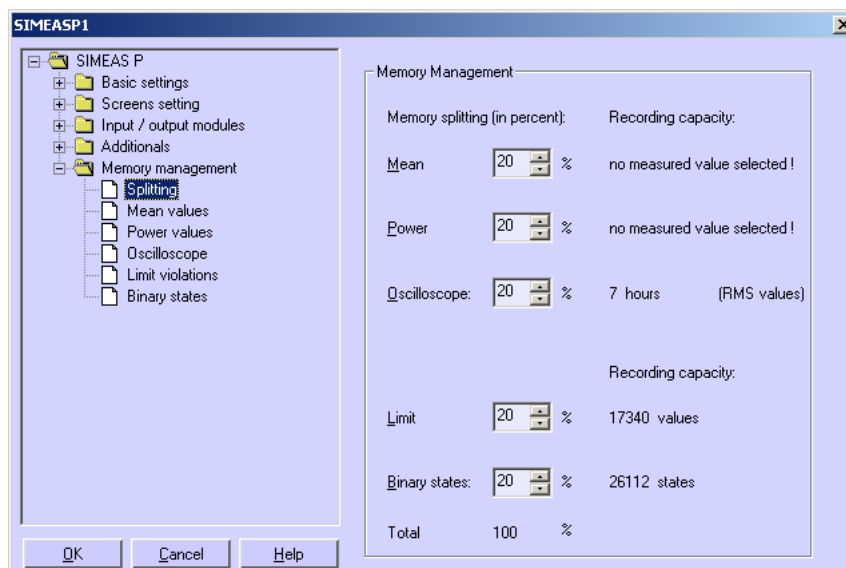 SIMEASP1
SIMEAS P
Basic settings
Screens setting
Input / output modules
Additionals
Memory management
Splitting
Mean values
Power values
Oscilloscope
Limit violations
Binary states
OK
Cancel
Help
Memory Management
Memory splitting (in percent): Recording capacity:
Mean 20 % no measured value selected !
Power 20 % no measured value selected !
Oscilloscope: 20 % 7 hours (RMS values)
Recording capacity:
Limit 20 % 17340 values
Binary states: 20 % 26112 states
Total 100 %